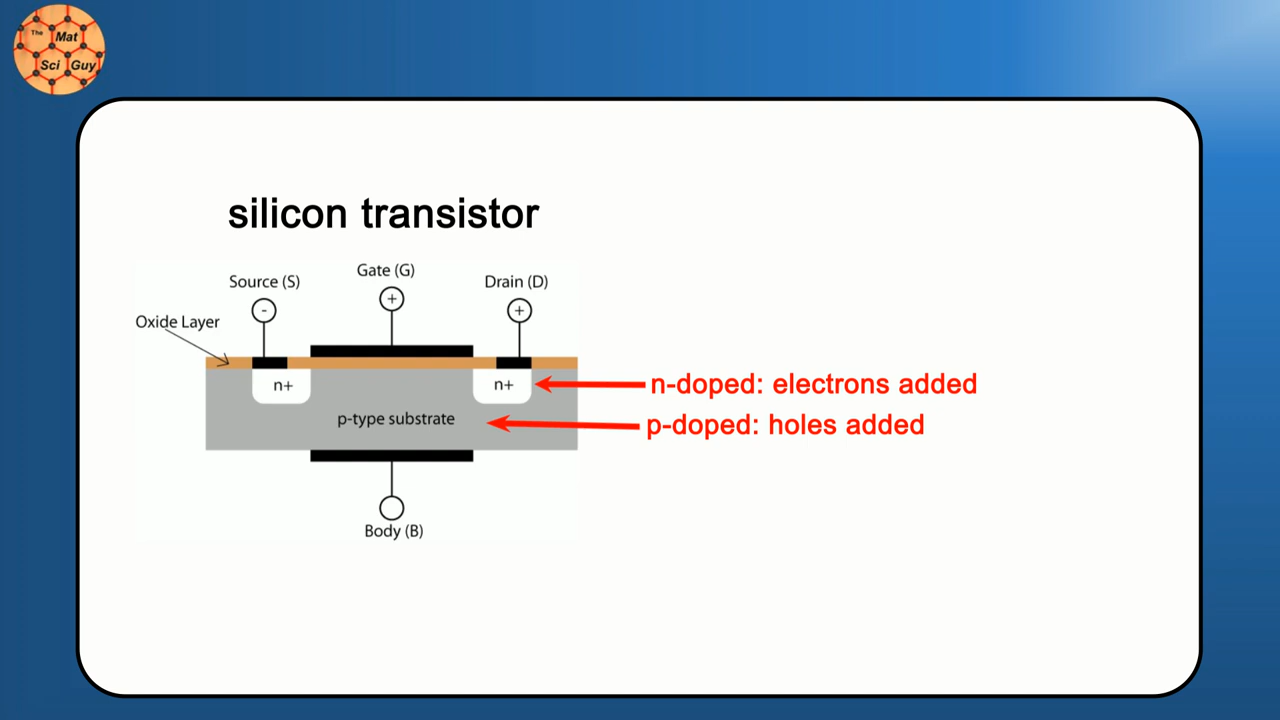 The
Mat
Sci Guy
silicon transistor
Gate (G)
Source (S)
Drain (D)
+
-
+
Oxide Layer
n+
n+
n-doped: electrons added
p-type substrate
p-doped: holes added
Body (B)